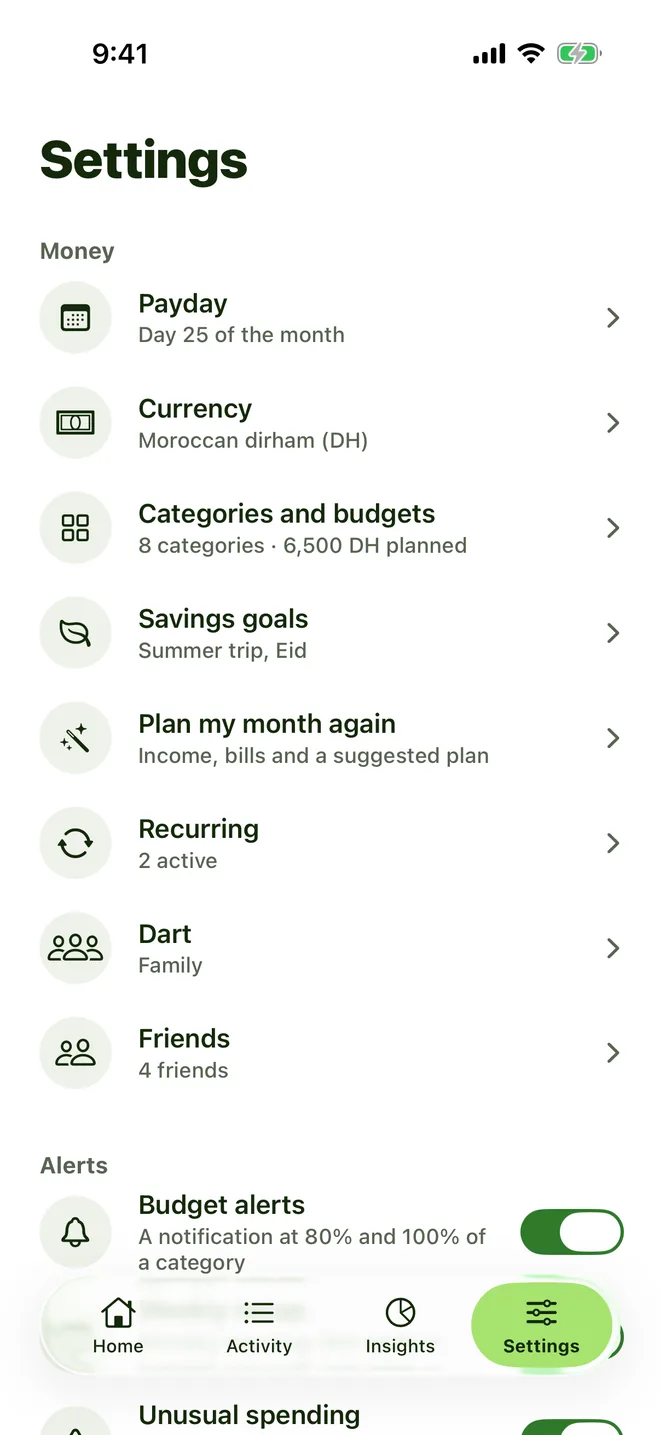 9:41
Settings
Money
Payday
Day 25 of the month
Currency
Moroccan dirham (DH)
Categories and budgets
8 categories · 6,500 DH planned
Savings goals
Summer trip, Eid
Plan my month again
Income, bills and a suggested plan
Recurring
2 active
Dart
Family
Friends
4 friends
Alerts
Budget alerts
A notification at 80% and 100% of
a category
Home
Activity
Insights
Settings
Unusual spending